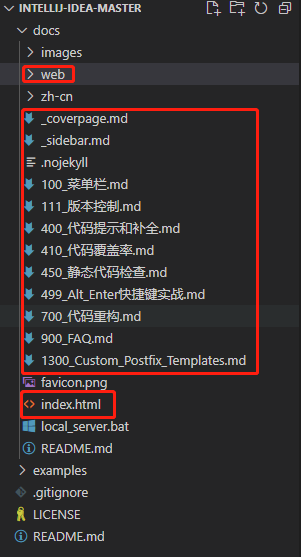 INTELLIJ-IDEA-MASTER
docs
images
web
zh-cn
_coverpage.md
_sidebar.md
.nojekyll
100_菜单栏.md
111_版本控制.md
400_代码提示和补全.md
410_代码覆盖率.md
450_静态代码检查.md
499_Alt_Enter快捷键实战.md
700_代码重构.md
900_FAQ.md
1300_Custom_Postfix_Templates.md
favicon.png
index.html
local_server.bat
README.md
examples
.gitignore
LICENSE
README.md